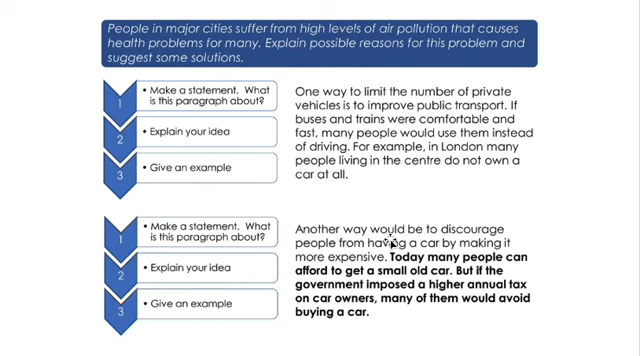 People in major cities suffer from high levels of air pollution that causes
health problems for many. Explain possible reasons for this problem and
suggest some solutions.
1
• Make a statement. What
is this paragraph about?
2
• Explain your idea
3
• Give an example
One way to limit the number of private
vehicles is to improve public transport. If
buses and trains were comfortable and
fast, many people would use them instead
of driving. For example, in London many
people living in the centre do not own a
car at all.
1
• Make a statement. What
is this paragraph about?
2
• Explain your idea
3
• Give an example
Another way would be to discourage
people from having a car by making it
more expensive. Today many people can
afford to get a small old car. But if the
government imposed a higher annual tax
on car owners, many of them would avoid
buying a car.